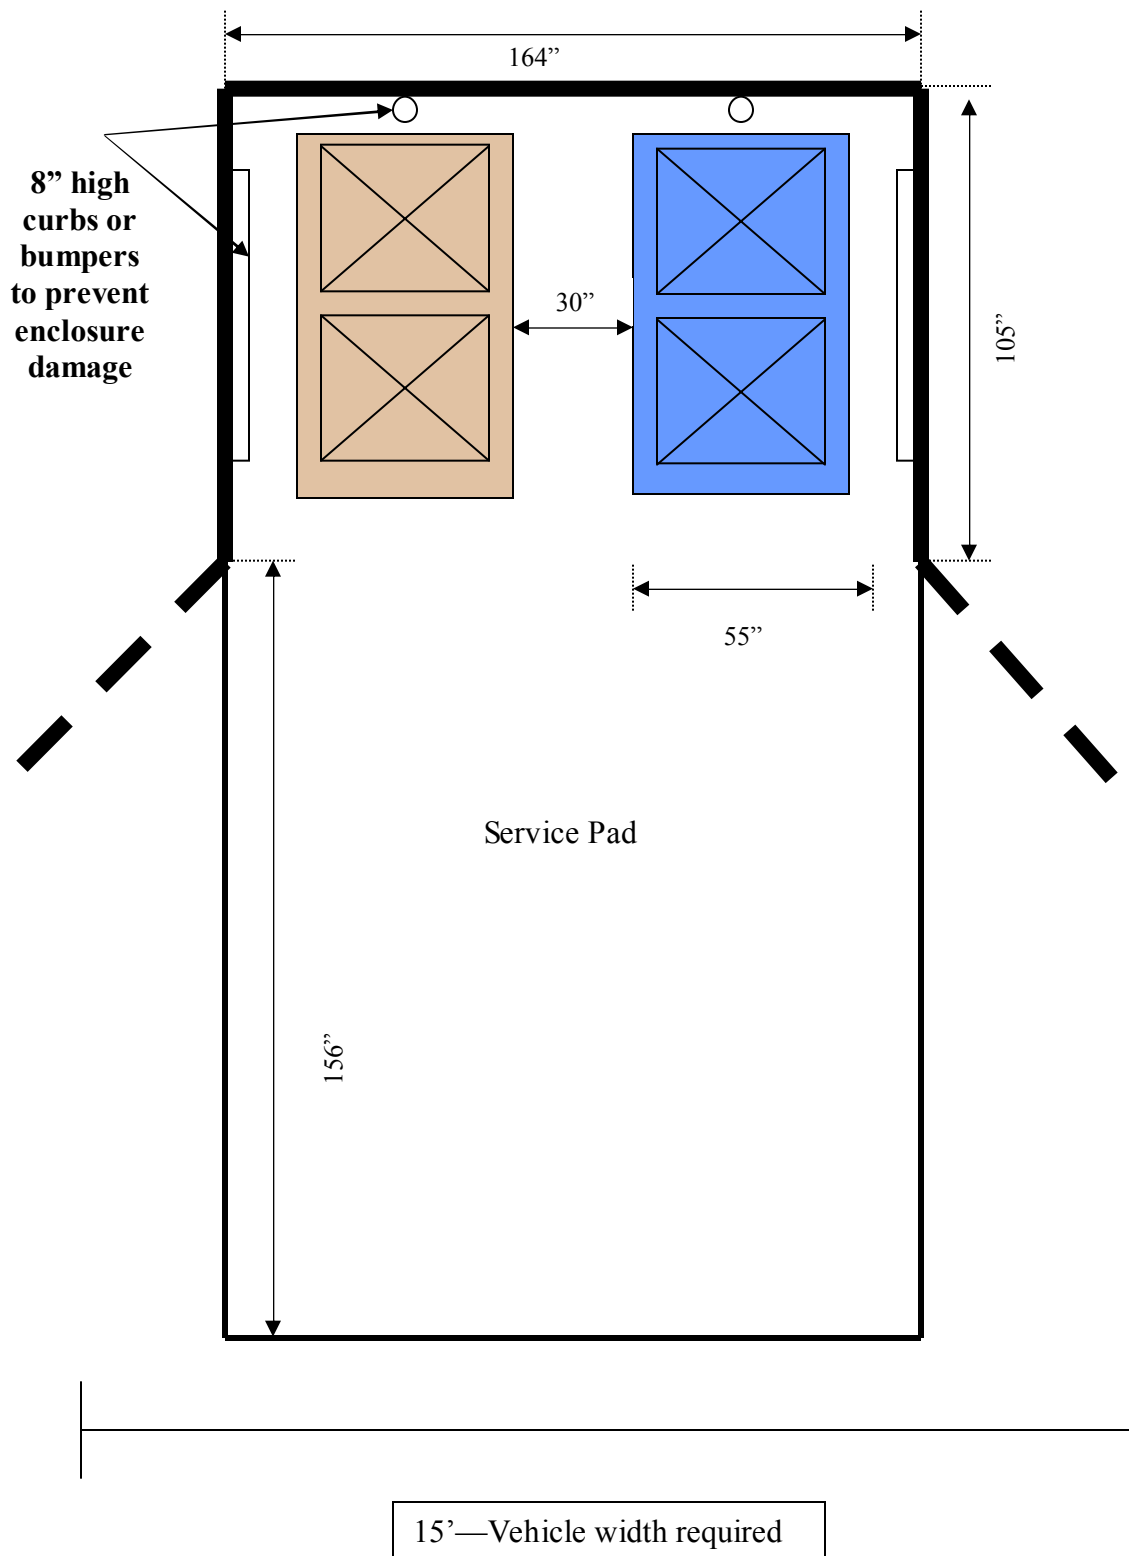 164”
8” high
curbs or
bumpers
to prevent
enclosure
damage
30”
105”
55”
Service Pad
156”
15’—Vehicle width required